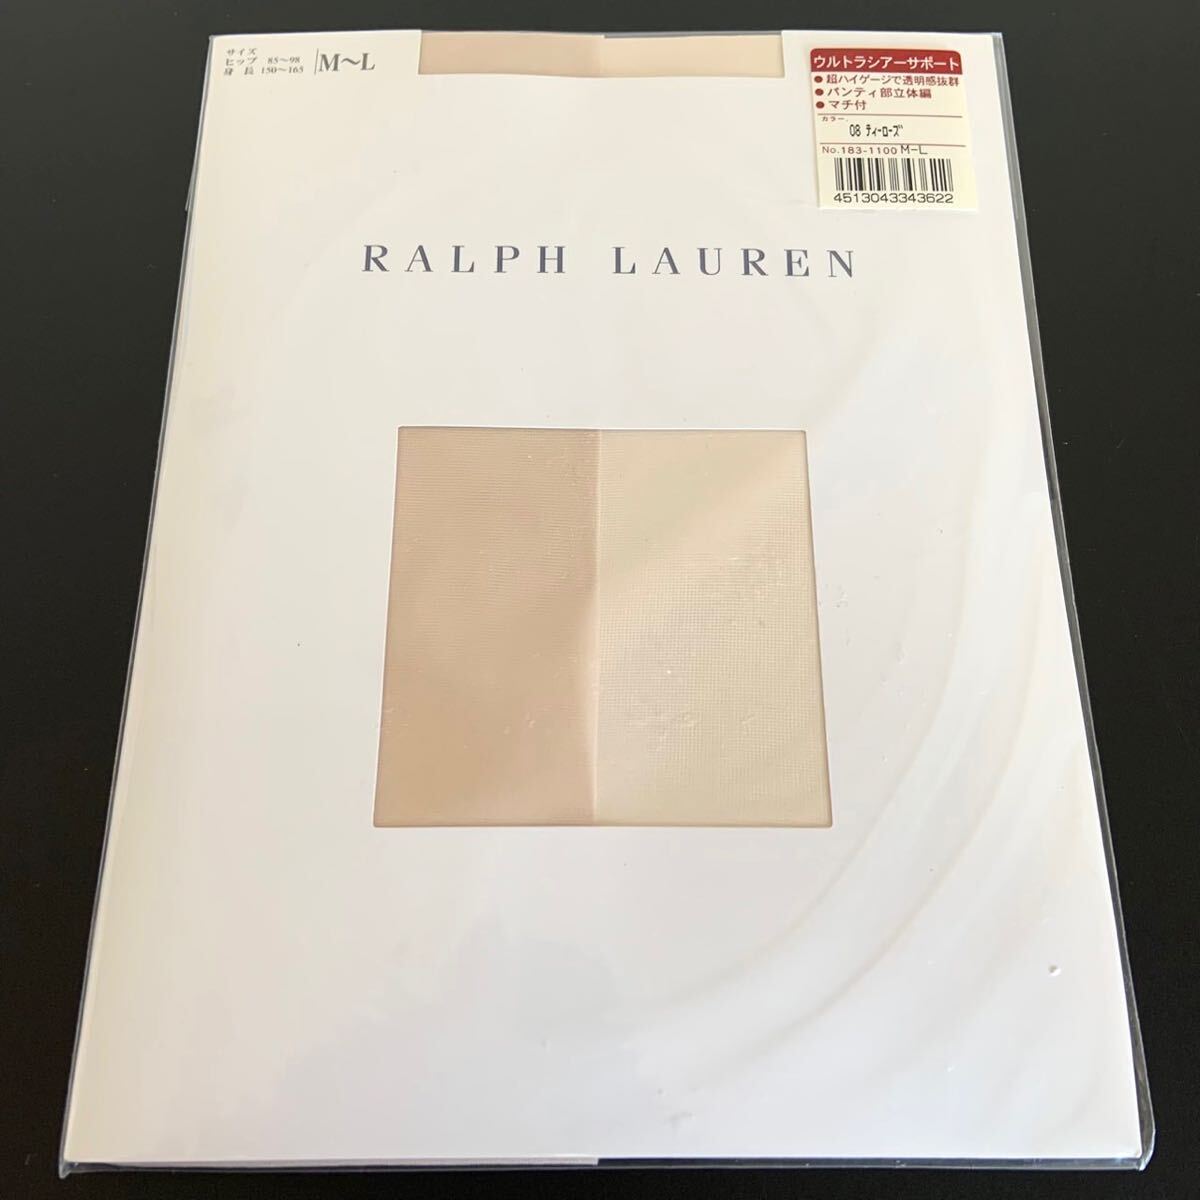 サイズ
ヒップ 85〜98
身長 150〜165
M〜L
ウルトラシアーサポート
● 超ハイゲージで透明感抜群
● パンティ部立体編
● マチ付
カラー.
08 ﾃｨｰﾛｰｽﾞ
No.183-1100 M-L
4513043343622
RALPH LAUREN